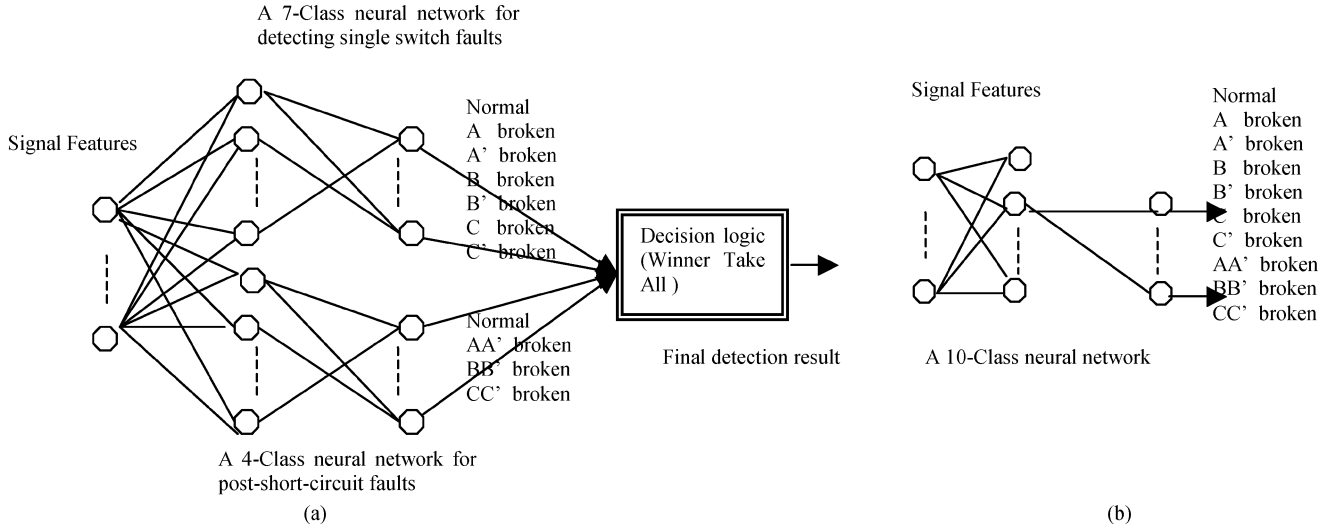 A 7-Class neural network for
detecting single switch faults
Signal Features
Normal
A broken
A’ broken
B broken
B’ broken
C broken
C’ broken
Decision logic
(Winner Take
All )
Normal
AA’ broken
BB’ broken
CC’ broken
Final detection result
A 4-Class neural network for
post-short-circuit faults
(a)
Signal Features
Normal
A broken
A’ broken
B broken
B’ broken
C broken
C’ broken
AA’ broken
BB’ broken
CC’ broken
A 10-Class neural network
(b)